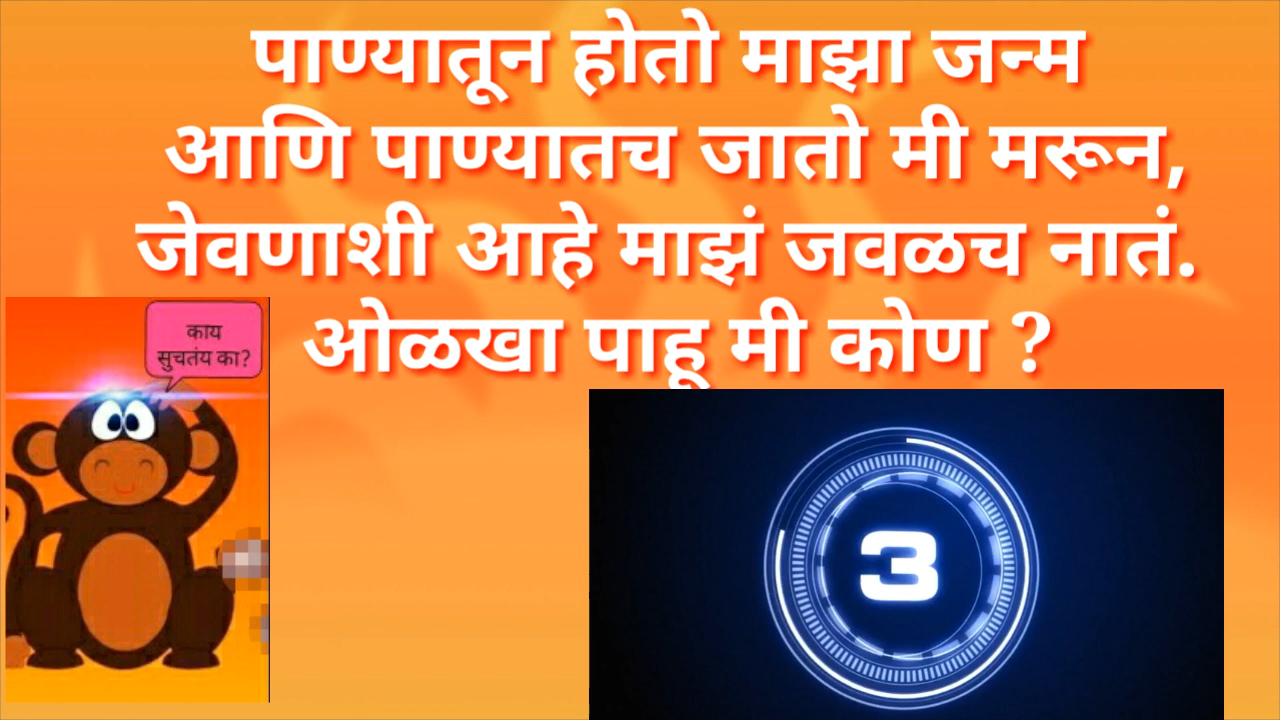 पाण्यातून होतो माझा जन्म
आणि पाण्यातच जातो मी मरून,
जेवणाशी आहे माझं जवळच नातं.
ओळखा पाहू मी कोण ?
काय
सुचतंय का?
3